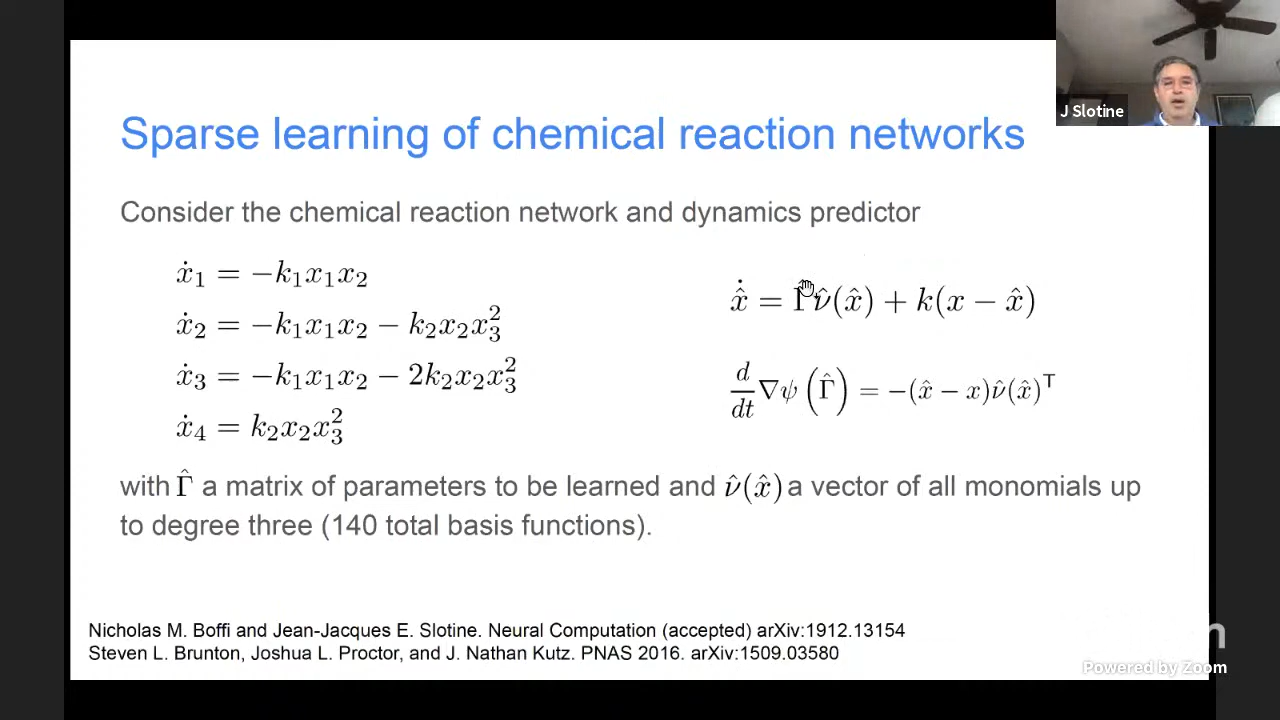 J Slotine
Sparse learning of chemical reaction networks
Consider the chemical reaction network and dynamics predictor
ẋ₁ = −k₁x₁x₂
ẋ₂ = −k₁x₁x₂ − k₂x₂x₃²
ẋ₃ = −k₁x₁x₂ − 2k₂x₂x₃²
ẋ₄ = k₂x₂x₃²
x̂̇ = Γ̂ν̂(x̂) + k(x − x̂)
d/dt ∇ψ(Γ̂) = −(x̂ − x)ν̂(x̂)ᵀ
with Γ̂ a matrix of parameters to be learned and ν̂(x̂) a vector of all monomials up
to degree three (140 total basis functions).
Nicholas M. Boffi and Jean-Jacques E. Slotine. Neural Computation (accepted) arXiv:1912.13154
Steven L. Brunton, Joshua L. Proctor, and J. Nathan Kutz. PNAS 2016. arXiv:1509.03580
Powered by Zoom